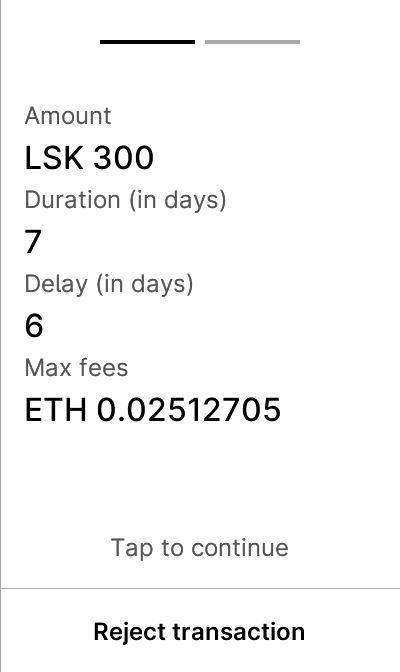 Amount
LSK 300
Duration (in days)
7
Delay (in days)
6
Max fees
ETH 0.02512705
Tap to continue
Reject transaction